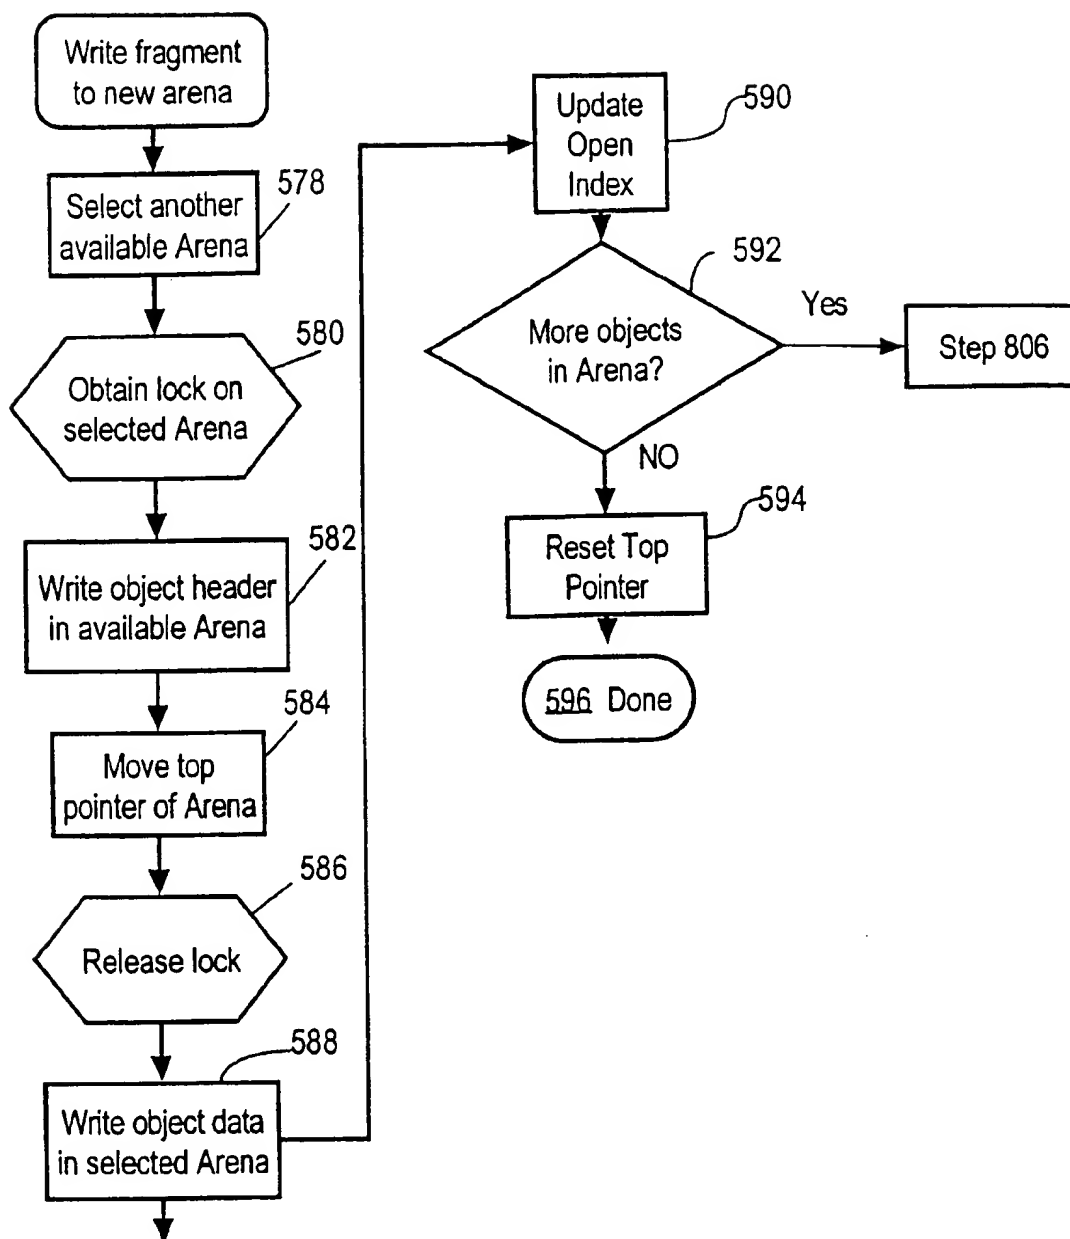 Write fragment
to new arena
578
Select another
available Arena
580
Obtain lock on
selected Arena
582
Write object header
in available Arena
584
Move top
pointer of Arena
586
Release lock
588
Write object data
in selected Arena
590
Update
Open
Index
592
More objects
in Arena?
Yes
Step 806
NO
594
Reset Top
Pointer
596 Done